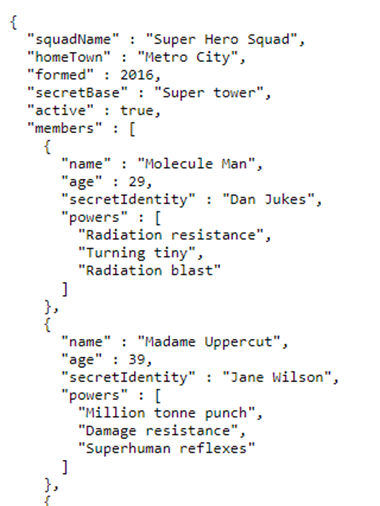 {
  "squadName" : "Super Hero Squad",
  "homeTown" : "Metro City",
  "formed" : 2016,
  "secretBase" : "Super tower",
  "active" : true,
  "members" : [
    {
      "name" : "Molecule Man",
      "age" : 29,
      "secretIdentity" : "Dan Jukes",
      "powers" : [
        "Radiation resistance",
        "Turning tiny",
        "Radiation blast"
      ]
    },
    {
      "name" : "Madame Uppercut",
      "age" : 39,
      "secretIdentity" : "Jane Wilson",
      "powers" : [
        "Million tonne punch",
        "Damage resistance",
        "Superhuman reflexes"
      ]
    },
    {